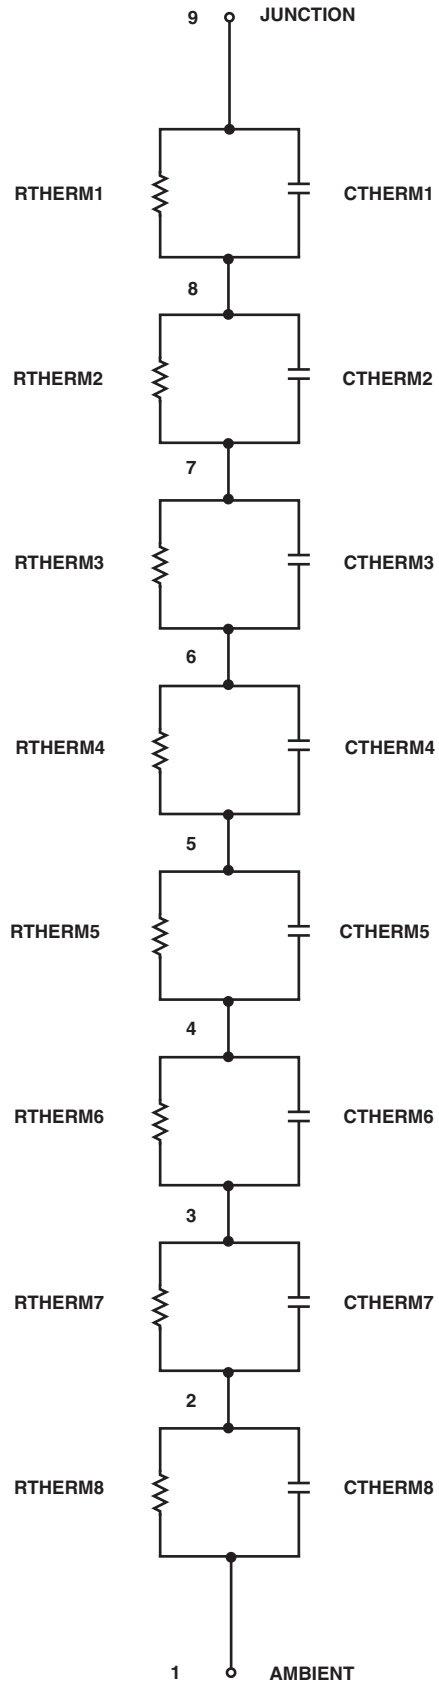 9 JUNCTION
RTHERM1 CTHERM1
8
RTHERM2 CTHERM2
7
RTHERM3 CTHERM3
6
RTHERM4 CTHERM4
5
RTHERM5 CTHERM5
4
RTHERM6 CTHERM6
3
RTHERM7 CTHERM7
2
RTHERM8 CTHERM8
1 AMBIENT